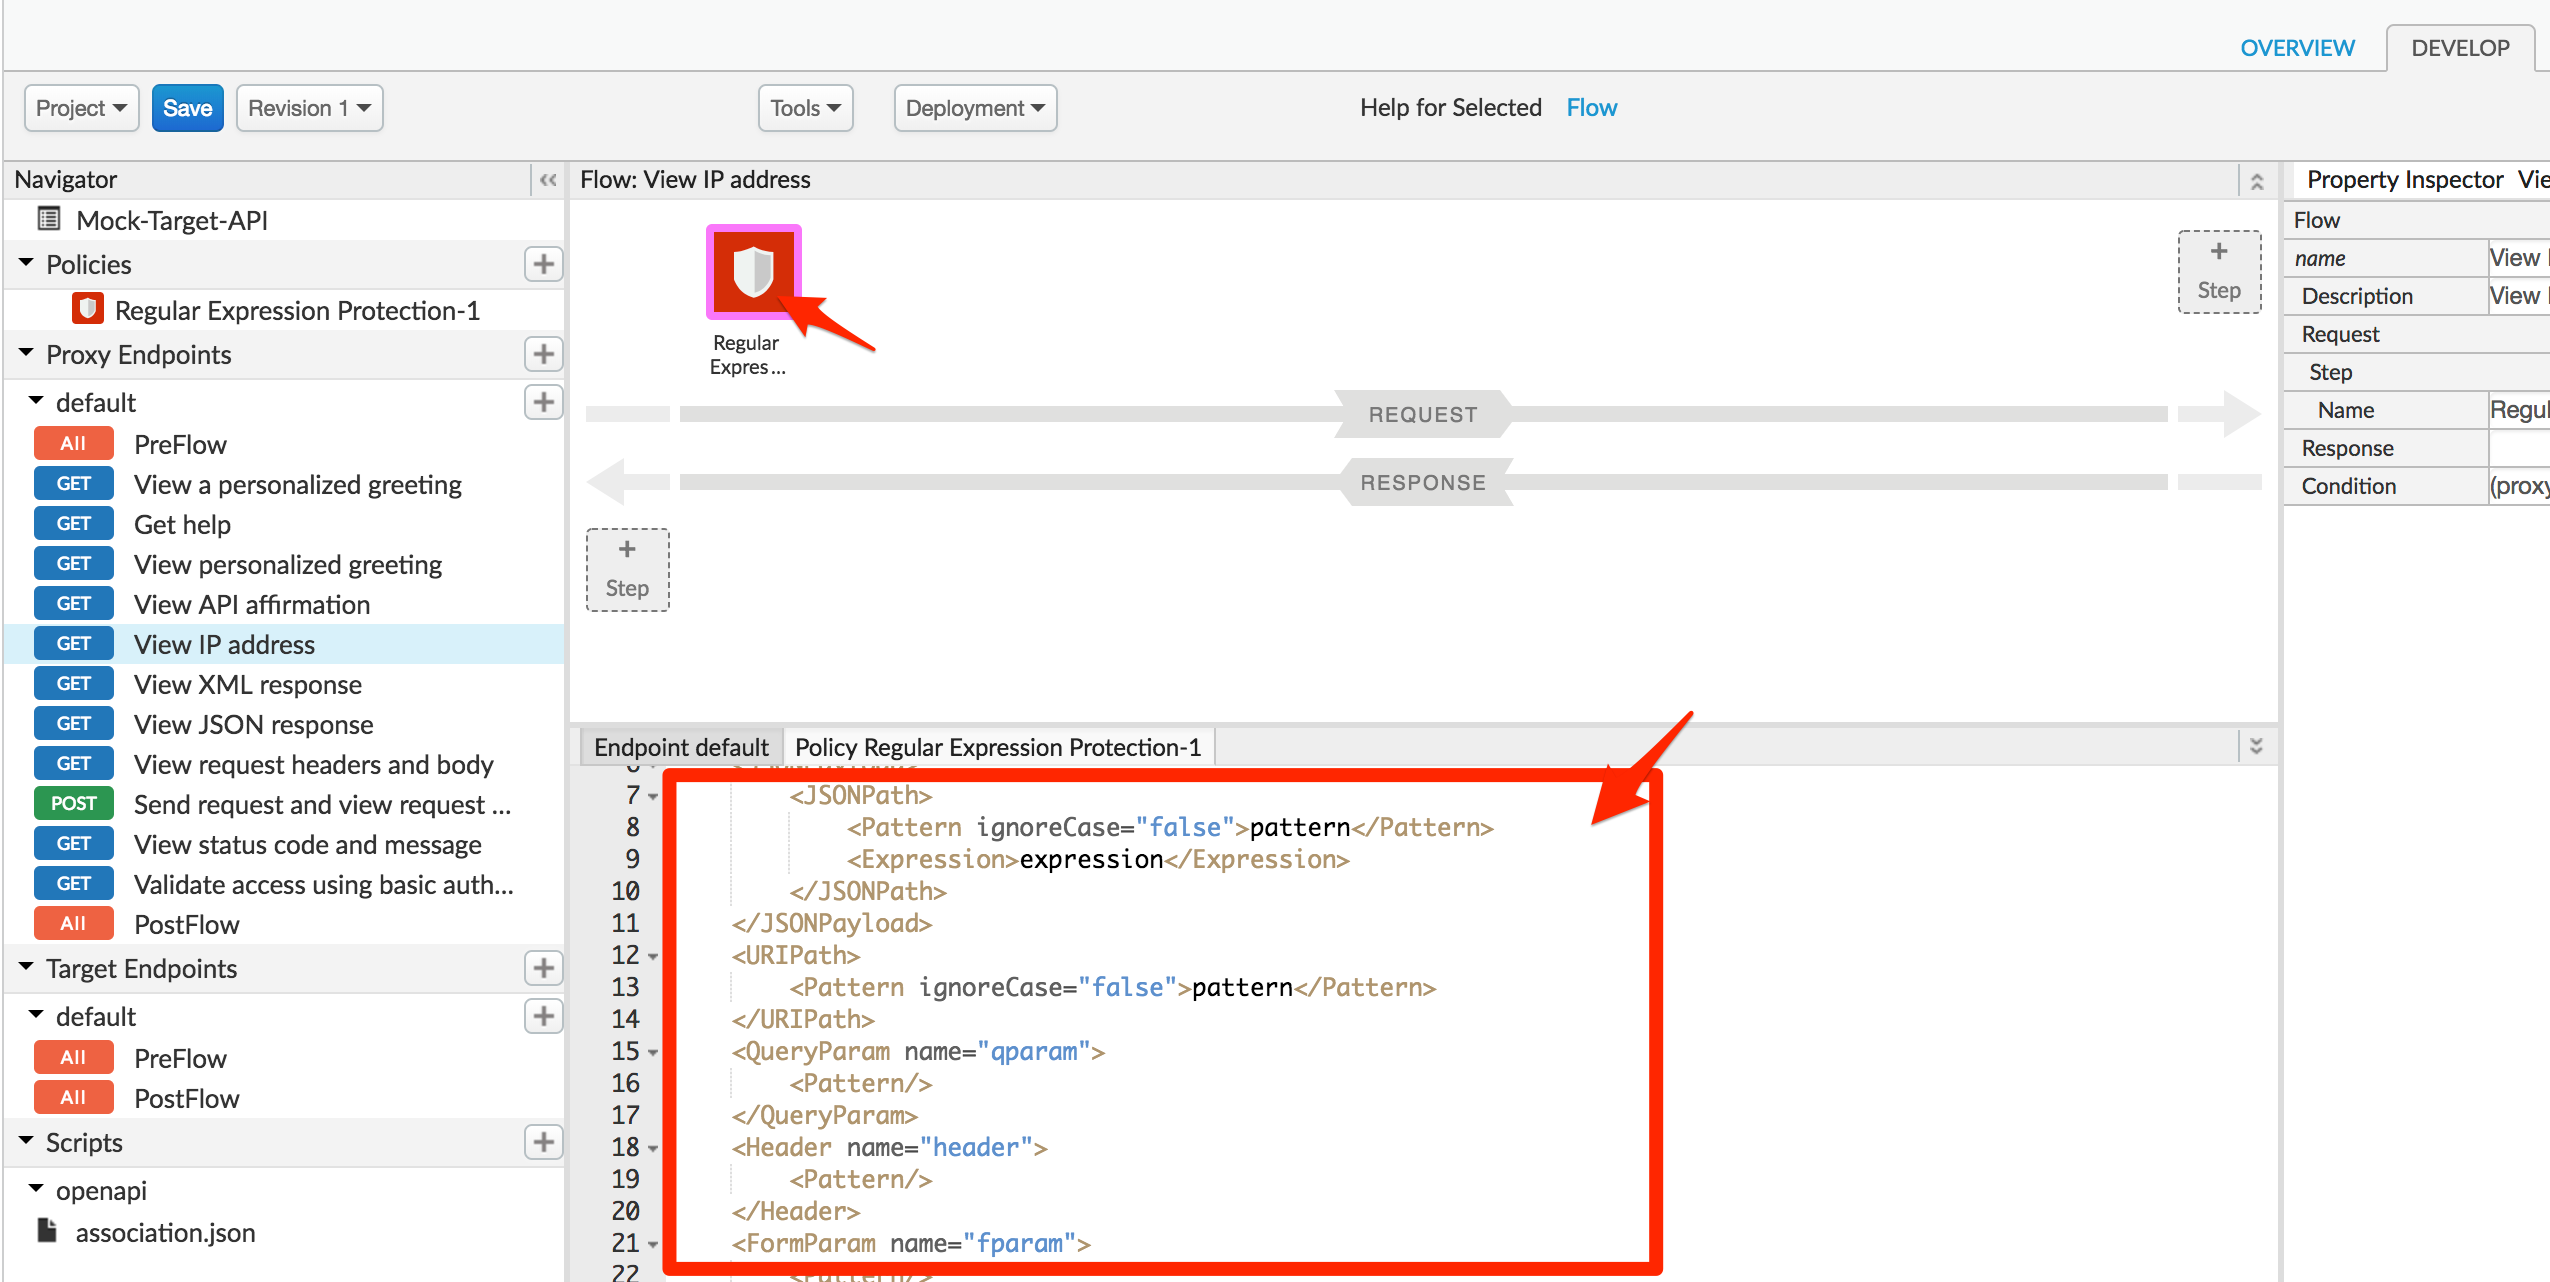 OVERVIEW DEVELOP
Project Save Revision 1 Tools Deployment Help for Selected Flow
Navigator
Mock-Target-API
Policies
Regular Expression Protection-1
Proxy Endpoints
default
All PreFlow
GET View a personalized greeting
GET Get help
GET View personalized greeting
GET View API affirmation
GET View IP address
GET View XML response
GET View JSON response
GET View request headers and body
POST Send request and view request ...
GET View status code and message
GET Validate access using basic auth...
All PostFlow
Target Endpoints
default
All PreFlow
All PostFlow
Scripts
openapi
association.json
Flow: View IP address
Regular
Expres...
+
Step
REQUEST
RESPONSE
+
Step
Endpoint default Policy Regular Expression Protection-1
7 <JSONPath>
8 <Pattern ignoreCase="false">pattern</Pattern>
9 <Expression>expression</Expression>
10 </JSONPath>
11 </JSONPayload>
12 <URIPath>
13 <Pattern ignoreCase="false">pattern</Pattern>
14 </URIPath>
15 <QueryParam name="qparam">
16 <Pattern/>
17 </QueryParam>
18 <Header name="header">
19 <Pattern/>
20 </Header>
21 <FormParam name="fparam">
22 <Pattern/>
Property Inspector
Flow
name View
Description View
Request
Step
Name
Response
Condition